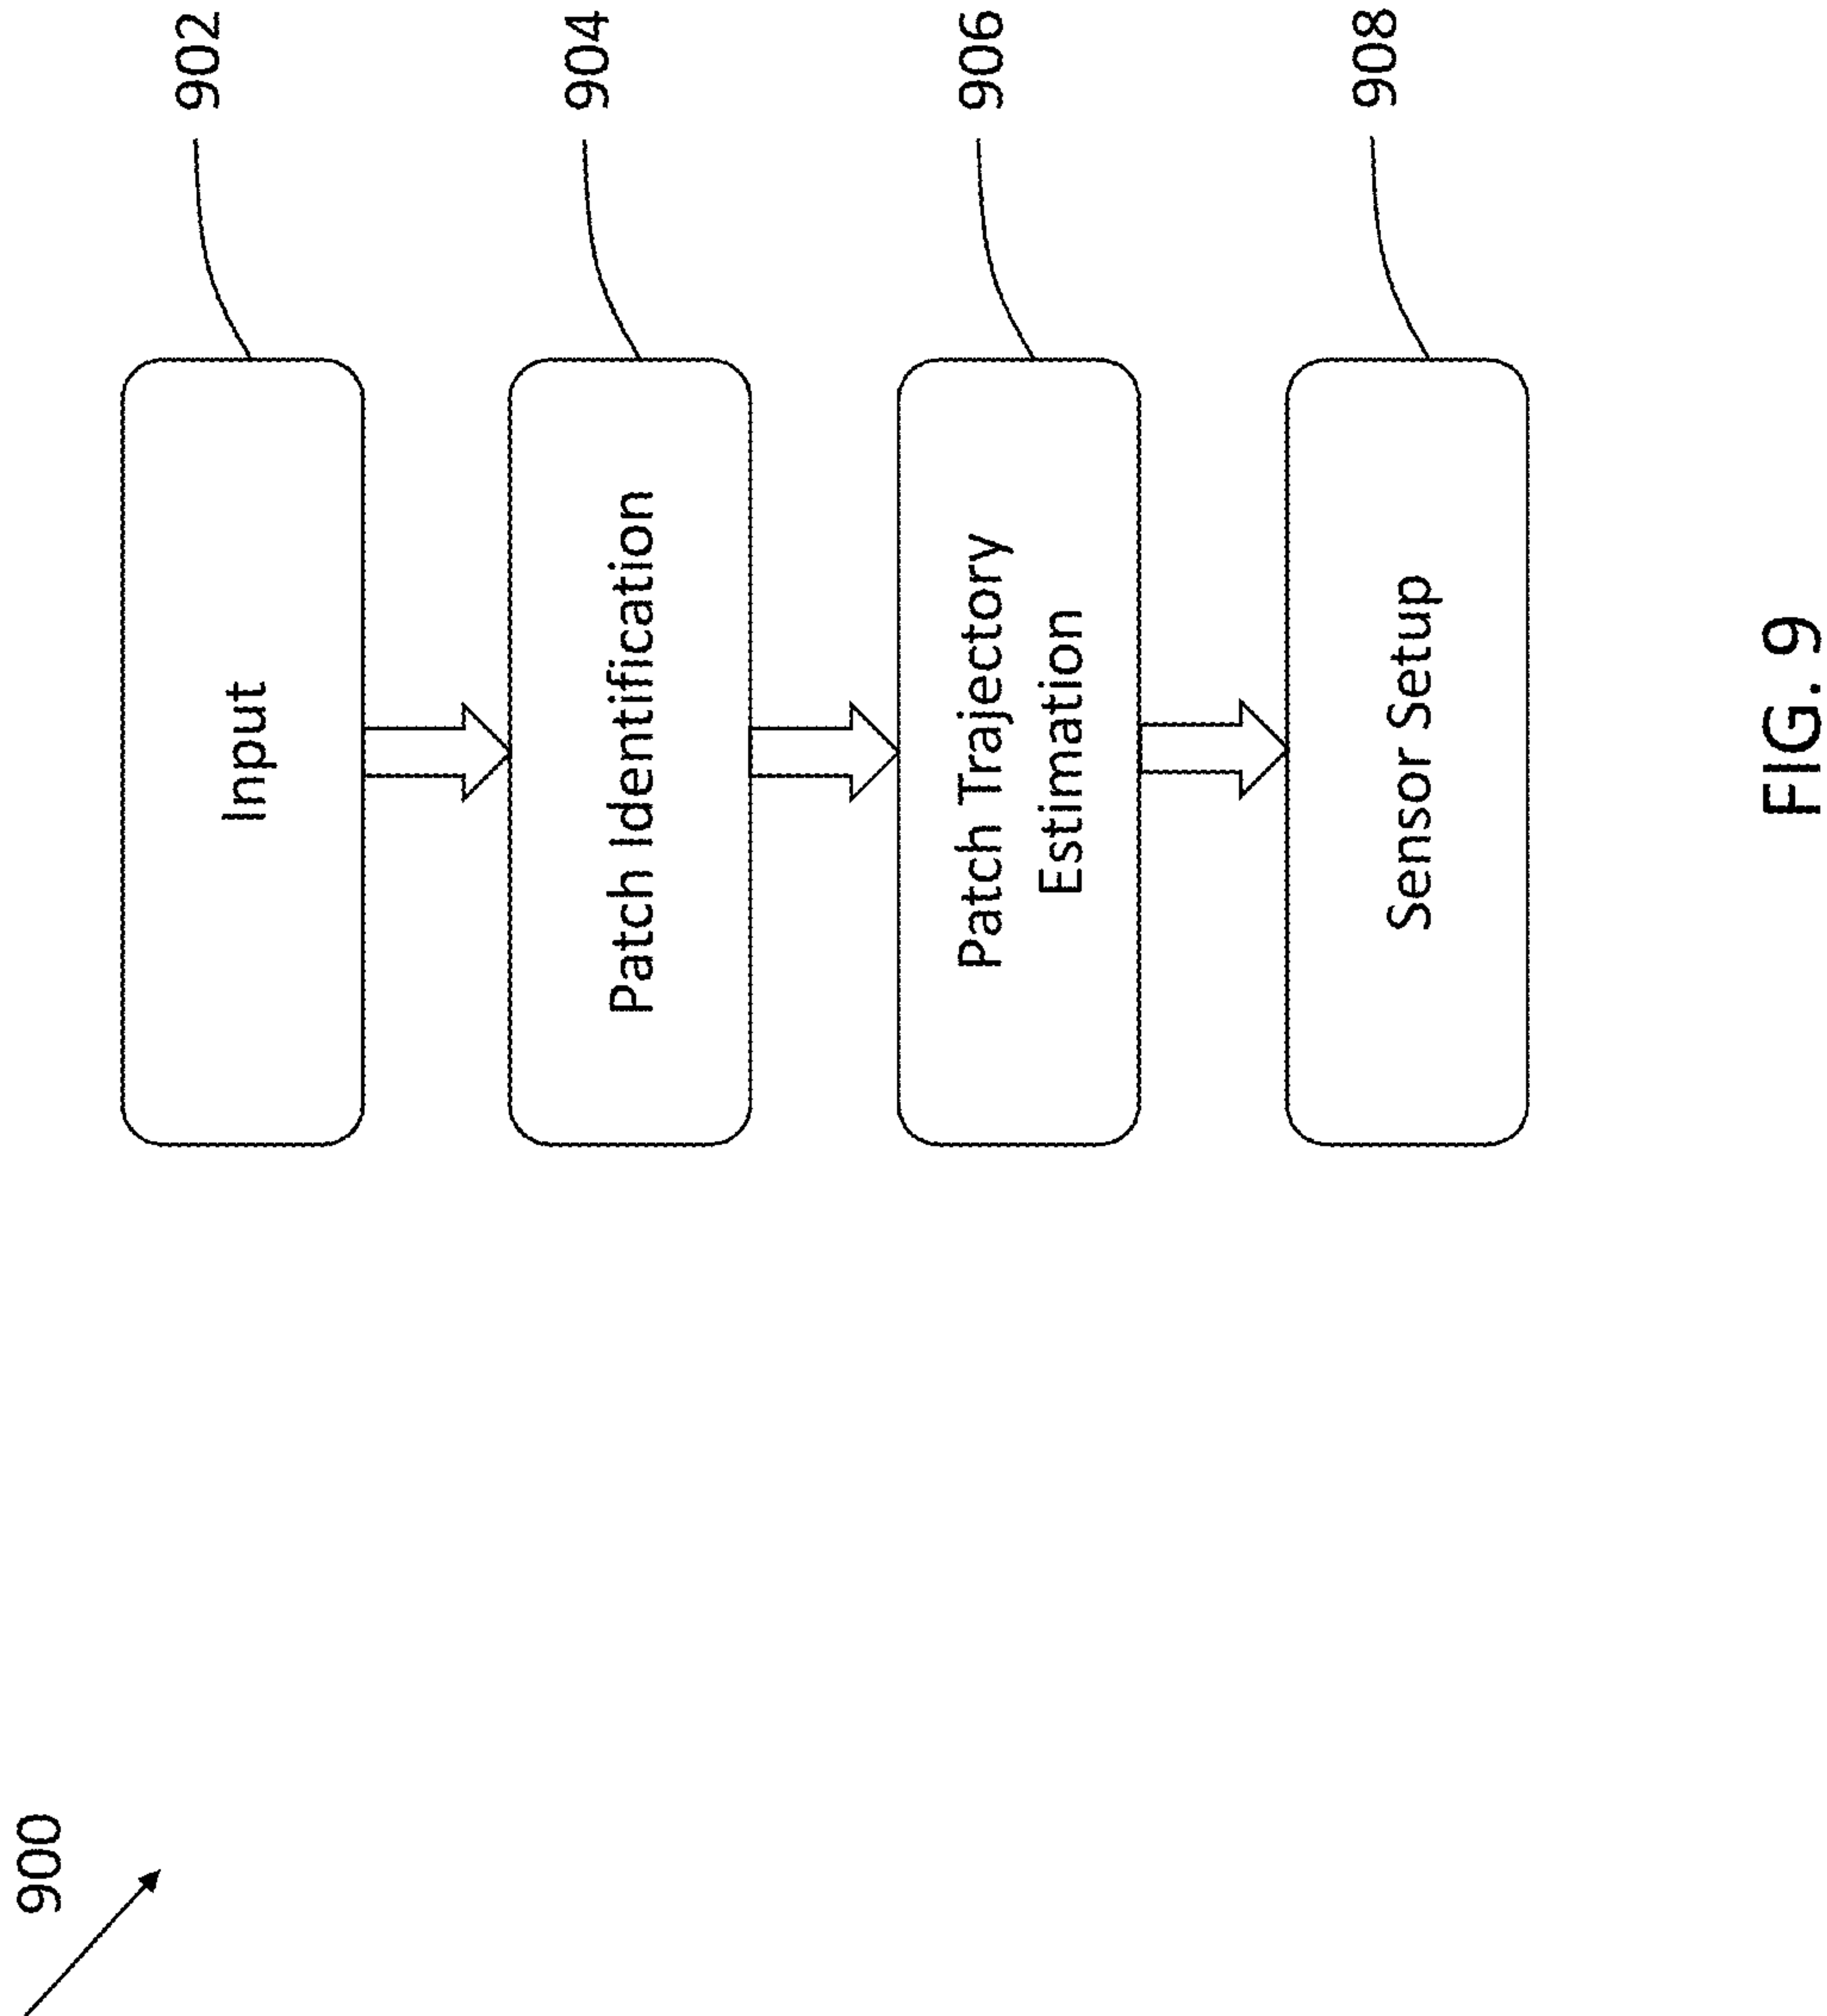 900
Input
902
Patch Identification
904
Patch Trajectory
Estimation
906
Sensor Setup
908
FIG. 9